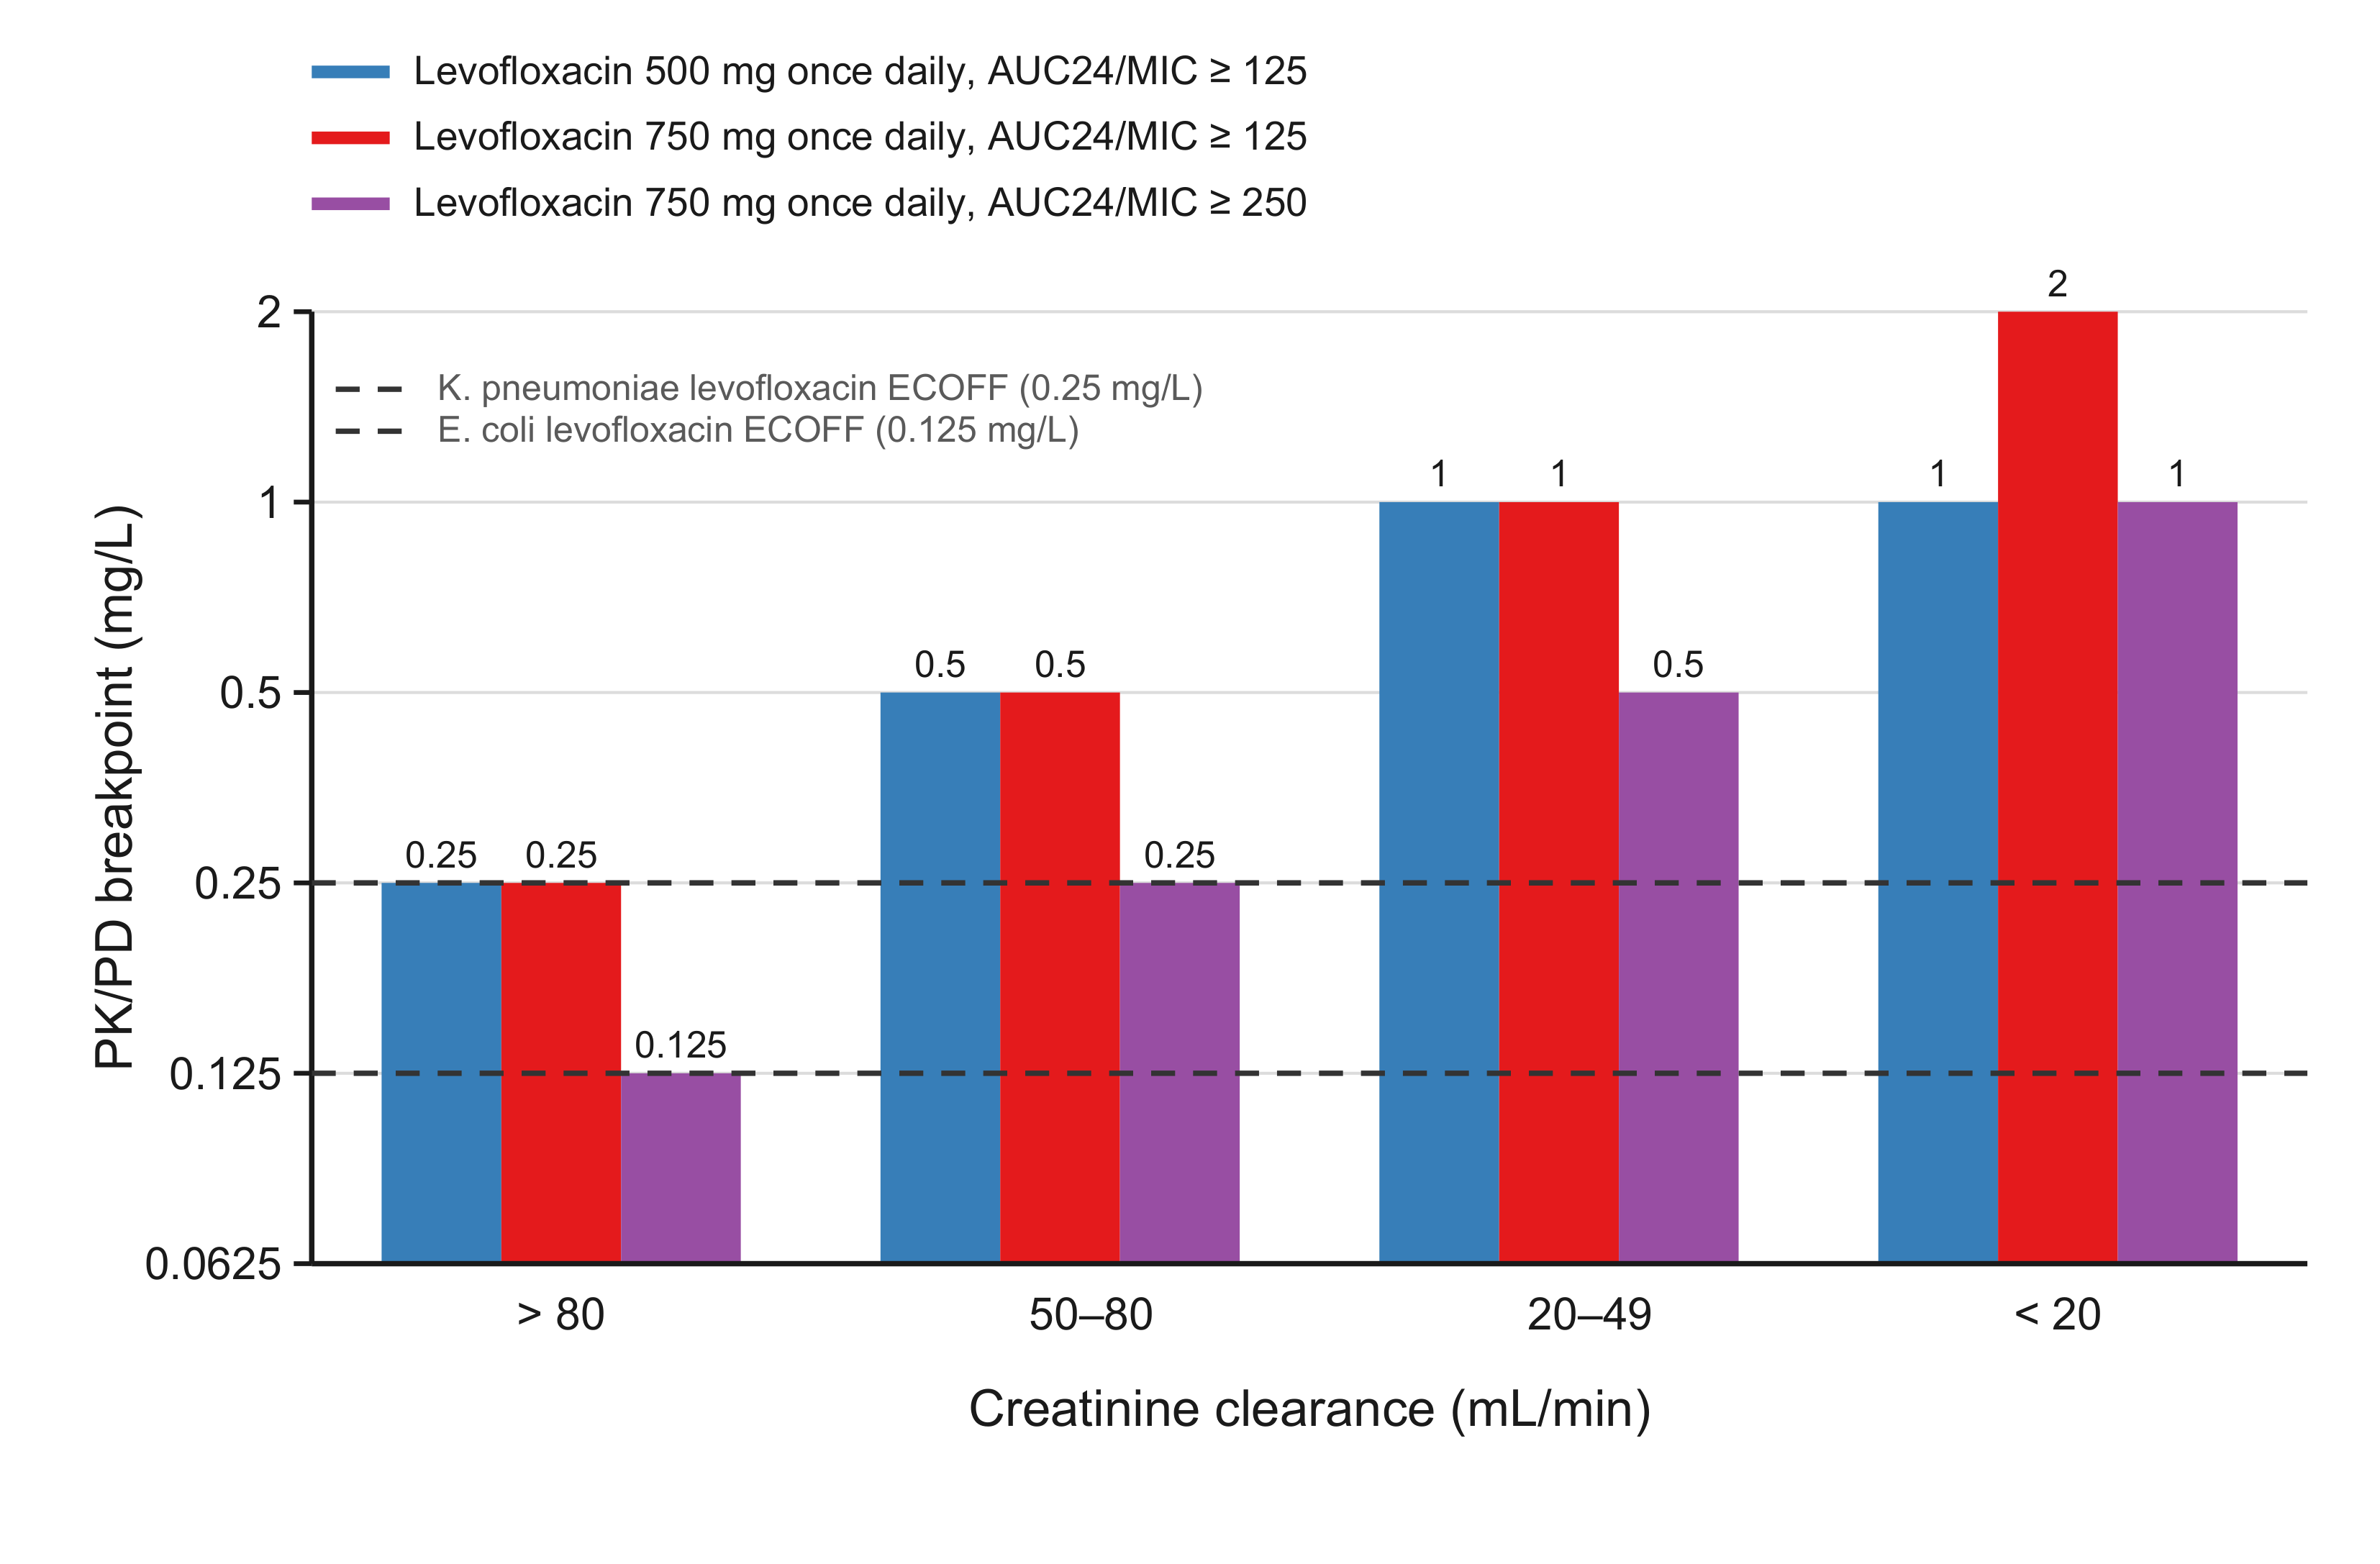 Levofloxacin 500 mg once daily, AUC24/MIC ≥ 125
Levofloxacin 750 mg once daily, AUC24/MIC ≥ 125
Levofloxacin 750 mg once daily, AUC24/MIC ≥ 250
2
2
K. pneumoniae levofloxacin ECOFF (0.25 mg/L)
E. coli levofloxacin ECOFF (0.125 mg/L)
1 1 1 1
1
0.5 0.5 0.5
0.5
0.25 0.25 0.25
0.25
0.125
0.125
0.0625
PK/PD breakpoint (mg/L)
> 80 50–80 20–49 < 20
Creatinine clearance (mL/min)